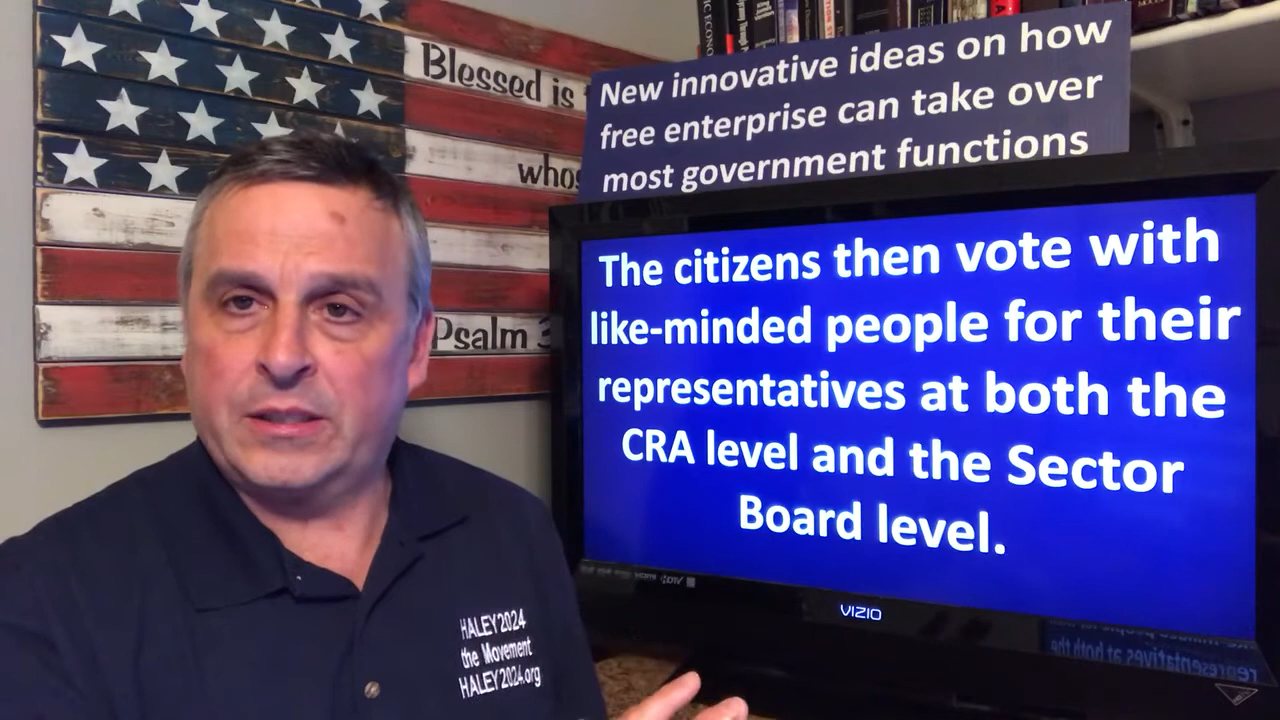 Blessed is
who
Psalm 3
New innovative ideas on how
free enterprise can take over
most government functions
The citizens then vote with
like-minded people for their
representatives at both the
CRA level and the Sector
Board level.
VIZIO
HALEY2024
the Movement
HALEY2024.org